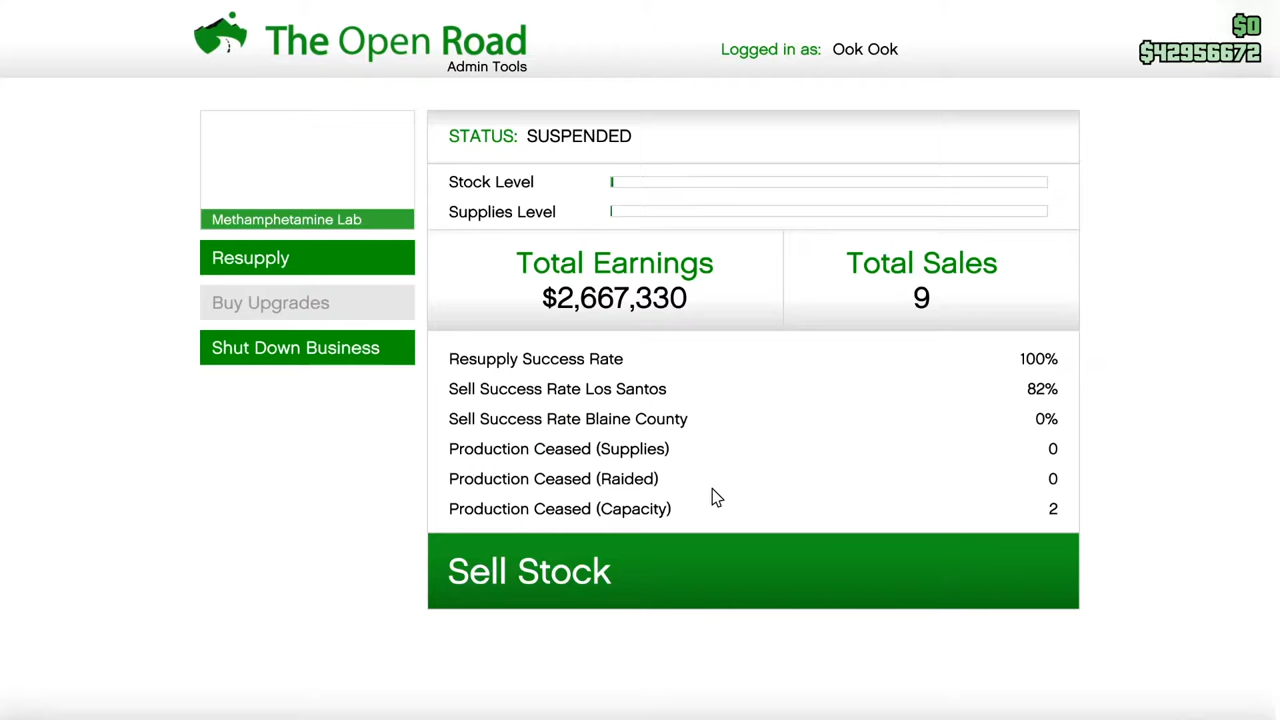 The Open Road
Admin Tools
Logged in as: Ook Ook
$0
$42956672
Methamphetamine Lab
Resupply
Buy Upgrades
Shut Down Business
STATUS: SUSPENDED
Stock Level
Supplies Level
Total Earnings
$2,667,330
Total Sales
9
Resupply Success Rate 100%
Sell Success Rate Los Santos 82%
Sell Success Rate Blaine County 0%
Production Ceased (Supplies) 0
Production Ceased (Raided) 0
Production Ceased (Capacity) 2
Sell Stock